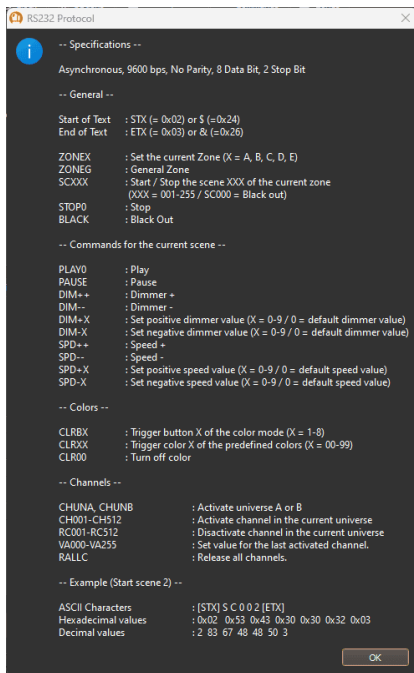 RS232 Protocol
-- Specifications --
Asynchronous, 9600 bps, No Parity, 8 Data Bit, 2 Stop Bit
-- General --
Start of Text : STX (= 0x02) or $ (=0x24)
End of Text : ETX (= 0x03) or & (=0x26)
ZONEX : Set the current Zone (X = A, B, C, D, E)
ZONEG : General Zone
SCXXX : Start / Stop the scene XXX of the current zone
(XXX = 001-255 / SC000 = Black out)
STOP0 : Stop
BLACK : Black Out
-- Commands for the current scene --
PLAY0 : Play
PAUSE : Pause
DIM++ : Dimmer +
DIM-- : Dimmer -
DIM+X : Set positive dimmer value (X = 0-9 / 0 = default dimmer value)
DIM-X : Set negative dimmer value (X = 0-9 / 0 = default dimmer value)
SPD++ : Speed +
SPD-- : Speed -
SPD+X : Set positive speed value (X = 0-9 / 0 = default speed value)
SPD-X : Set negative speed value (X = 0-9 / 0 = default speed value)
-- Colors --
CLRBX : Trigger button X of the color mode (X = 1-8)
CLRXX : Trigger color X of the predefined colors (X = 00-99)
CLR00 : Turn off color
-- Channels --
CHUNA, CHUNB : Activate universe A or B
CH001-CH512 : Activate channel in the current universe
RC001-RC512 : Disactivate channel in the current universe
VA000-VA255 : Set value for the last activated channel.
RALLC : Release all channels.
-- Example (Start scene 2) --
ASCII Characters : [STX] S C 0 0 2 [ETX]
Hexadecimal values : 0x02 0x53 0x43 0x30 0x30 0x32 0x03
Decimal values : 2 83 67 48 48 50 3
OK